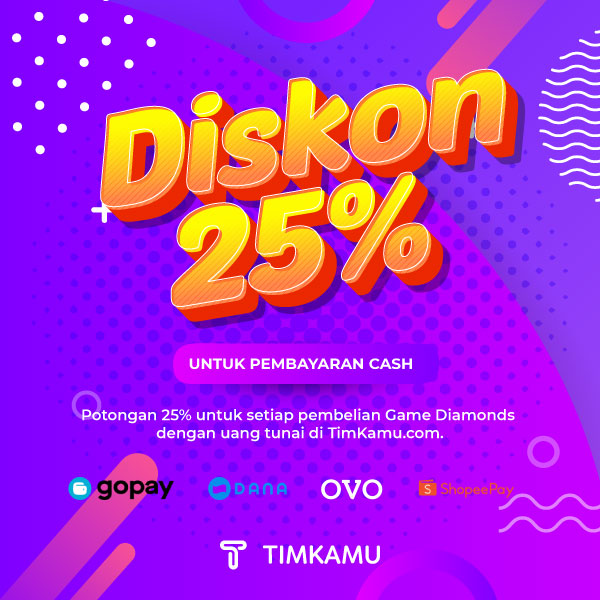 Diskon
25%
UNTUK PEMBAYARAN CASH
Potongan 25% untuk setiap pembelian Game Diamonds
dengan uang tunai di TimKamu.com.
gopay DANA OVO ShopeePay
TIMKAMU